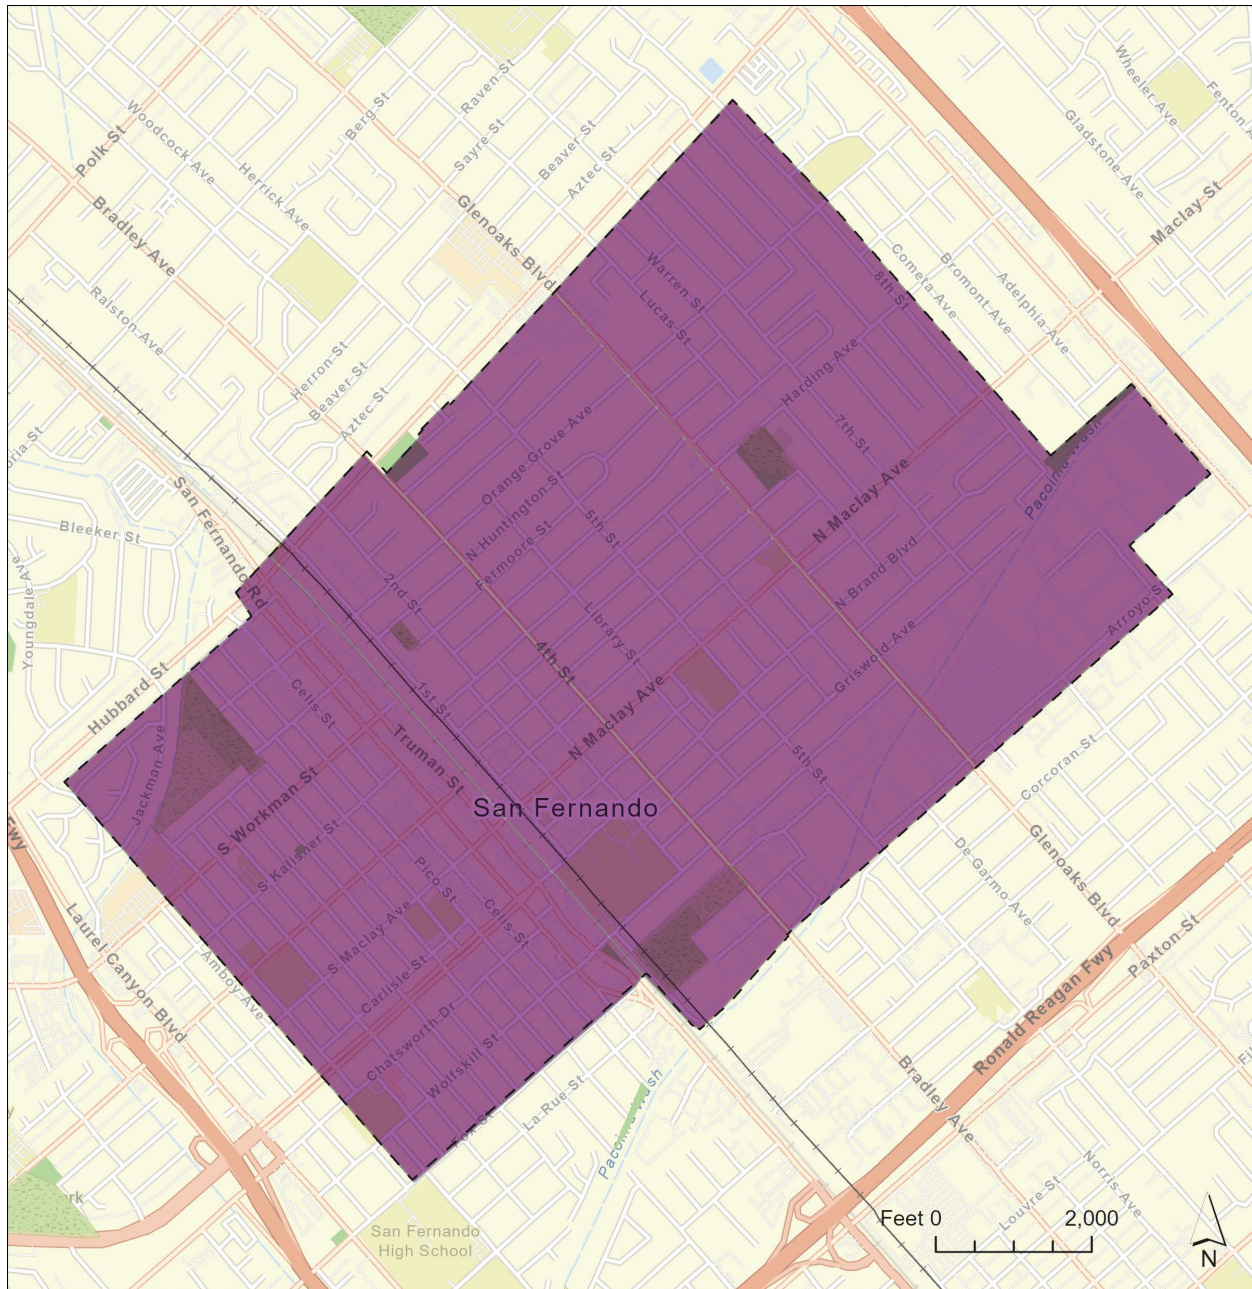 Polk St
Woodcock Ave
Berg St
Raven St
Sayre St
Beaver St
Aztec St
Wheeler Ave
Gladstone Ave
Maclay St
Bradley Ave
Herrick Ave
Glenoaks Blvd
Ralston Ave
Herron St
Beaver St
Aztec St
Warren St
Lucas St
8th St
Cometa Ave
Bromont Ave
Adelphia Ave
Harding Ave
7th St
N Maclay Ave
Orange Grove Ave
N Huntington St
Fermoore St
5th St
Pacoima Wash
N Brand Blvd
Arroyo St
San Fernando Rd
Bleeker St
Youngdale Ave
2nd St
Library St
4th St
Griswold Ave
Hubbard St
Cells St
1st St
N Maclay Ave
Truman St
5th St
Corcoran St
Jackman Ave
S Workman St
S Kalisher St
San Fernando
Pico St
Celis St
De Garmo Ave
Glenoaks Blvd
Fwy
Laurel Canyon Blvd
Amboy Ave
S Maclay Ave
Carlisle St
Chatsworth Dr
Wolfskill St
La Rue St
Pacoima Wash
Ronald Reagan Fwy
Paxton St
Bradley Ave
Norris Ave
Louvre St
San Fernando
High School
Feet 0
2,000
N